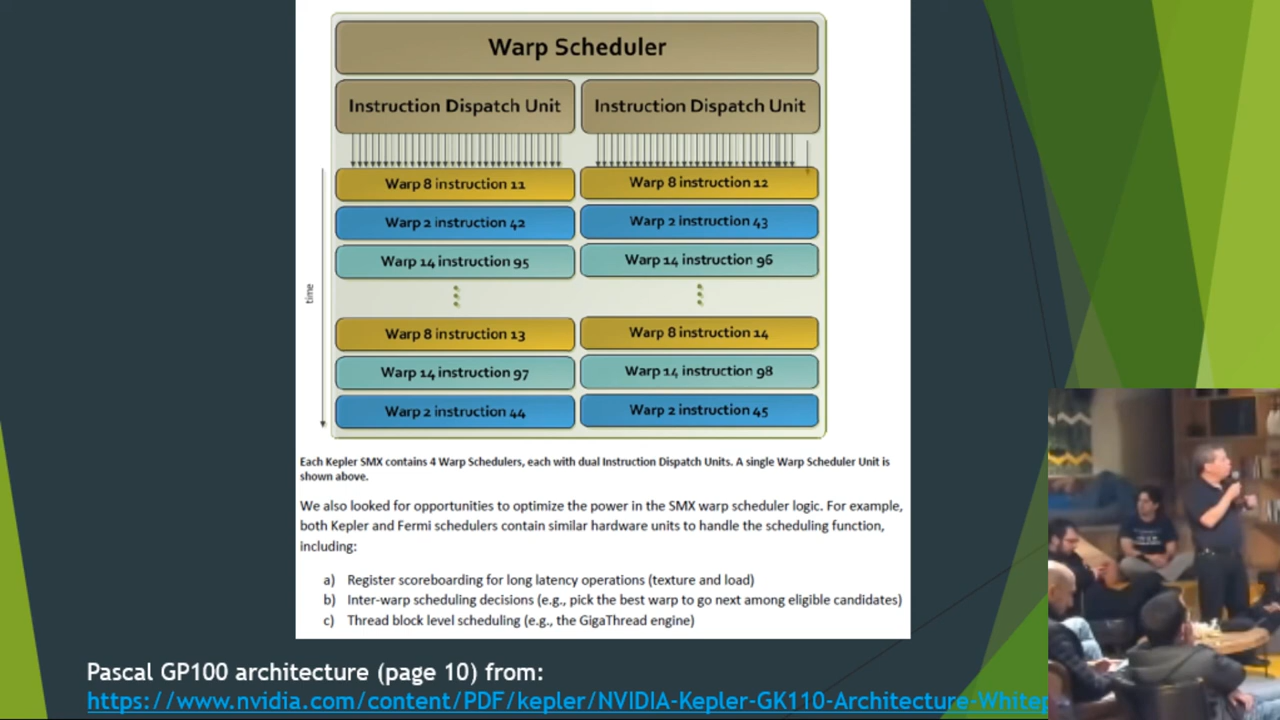 Warp Scheduler
Instruction Dispatch Unit Instruction Dispatch Unit
Warp 8 instruction 11 Warp 8 instruction 12
Warp 2 instruction 42 Warp 2 instruction 43
Warp 14 instruction 95 Warp 14 instruction 96
time
Warp 8 instruction 13 Warp 8 instruction 14
Warp 14 instruction 97 Warp 14 instruction 98
Warp 2 instruction 44 Warp 2 instruction 45
Each Kepler SMX contains 4 Warp Schedulers, each with dual Instruction Dispatch Units. A single Warp Scheduler Unit is
shown above.
We also looked for opportunities to optimize the power in the SMX warp scheduler logic. For example,
both Kepler and Fermi schedulers contain similar hardware units to handle the scheduling function,
including:
a) Register scoreboarding for long latency operations (texture and load)
b) Inter-warp scheduling decisions (e.g., pick the best warp to go next among eligible candidates)
c) Thread block level scheduling (e.g., the GigaThread engine)
Pascal GP100 architecture (page 10) from:
https://www.nvidia.com/content/PDF/kepler/NVIDIA-Kepler-GK110-Architecture-Whitep